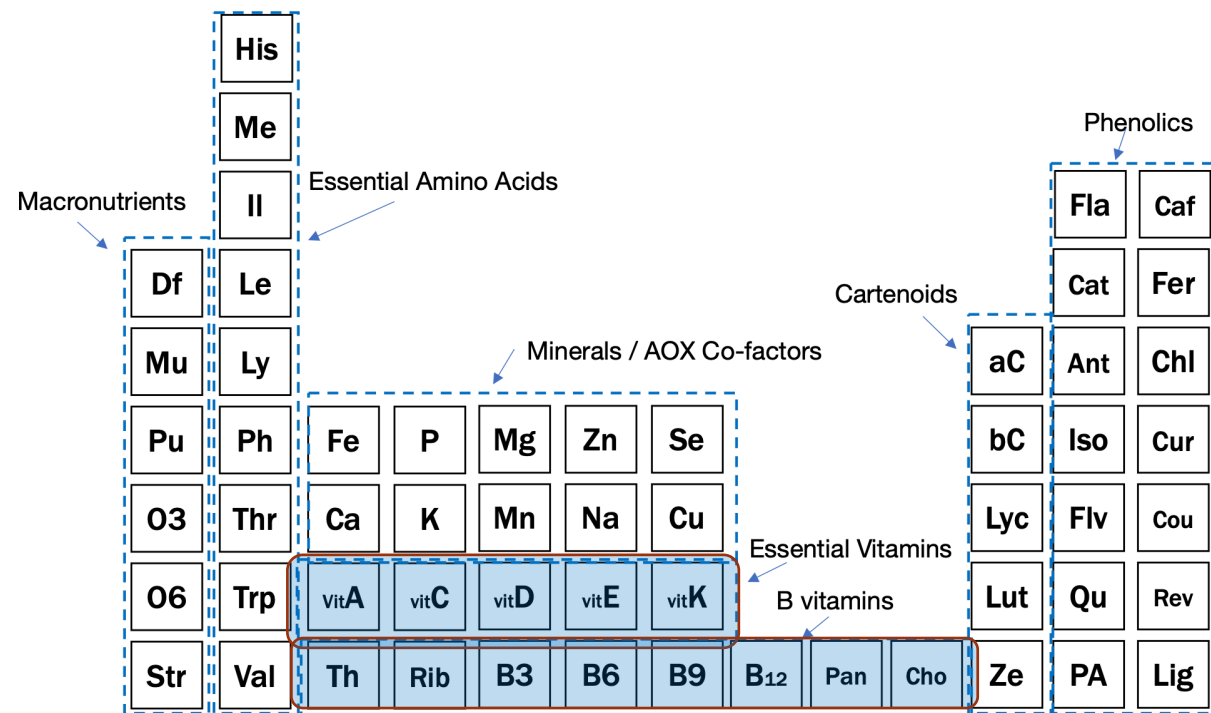 His
Me
Phenolics
Essential Amino Acids
Macronutrients
Il
Fla Caf
Df Le
Cat Fer
Cartenoids
Minerals / AOX Co-factors
Mu Ly
aC Ant Chl
Pu Ph Fe P Mg Zn Se
bC Iso Cur
O3 Thr Ca K Mn Na Cu
Lyc Flv Cou
Essential Vitamins
B vitamins
O6 Trp VitA vitC vitD vitE vitK
Lut Qu Rev
Str Val Th Rib B3 B6 B9 B12 Pan Cho Ze PA Lig